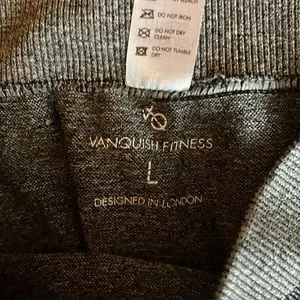 DO NOT IRON
DO NOT DRY
CLEAN
DO NOT TUMBLE
DRY
VANQUISH FITNESS
L
DESIGNED IN LONDON